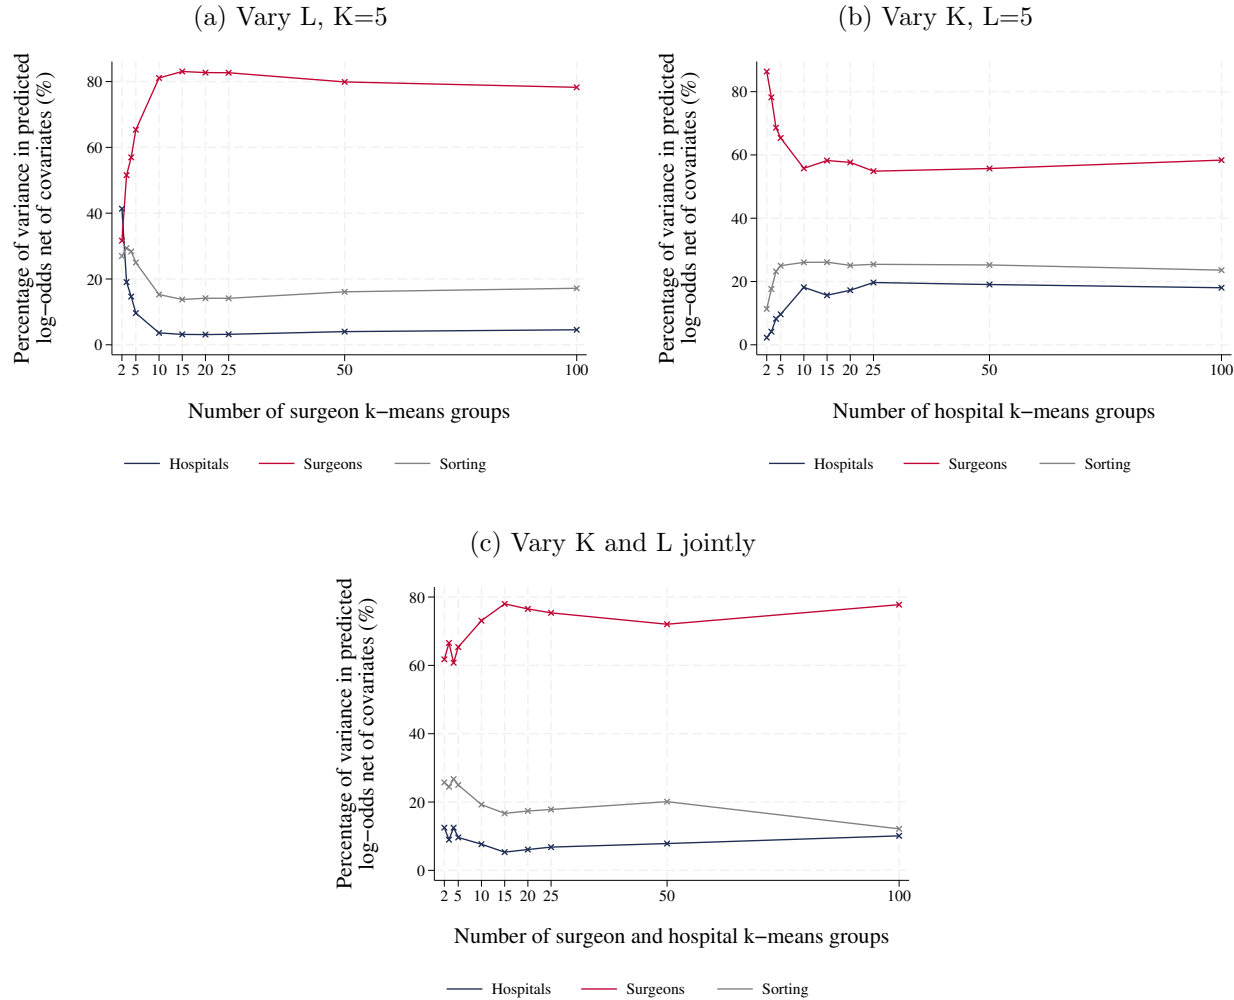 (a) Vary L, K=5
Percentage of variance in predicted
log−odds net of covariates (%)
80
60
40
20
0
2 5 10 15 20 25 50 100
Number of surgeon k−means groups
Hospitals Surgeons Sorting
(b) Vary K, L=5
Percentage of variance in predicted
log−odds net of covariates (%)
80
60
40
20
0
2 5 10 15 20 25 50 100
Number of hospital k−means groups
Hospitals Surgeons Sorting
(c) Vary K and L jointly
Percentage of variance in predicted
log−odds net of covariates (%)
80
60
40
20
0
2 5 10 15 20 25 50 100
Number of surgeon and hospital k−means groups
Hospitals Surgeons Sorting